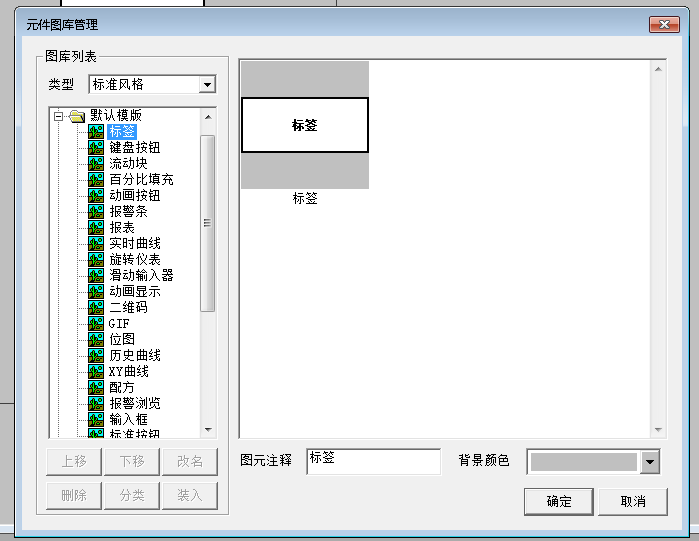 元件图库管理
图库列表
类型
标准风格
默认模版
标签
键盘按钮
流动块
百分比填充
动画按钮
报警条
报表
实时曲线
旋转仪表
滑动输入器
动画显示
二维码
GIF
位图
历史曲线
XY曲线
配方
报警浏览
输入框
标准按钮
上移 下移 改名
删除 分类 装入
标签
标签
图元注释 标签 背景颜色
确定 取消